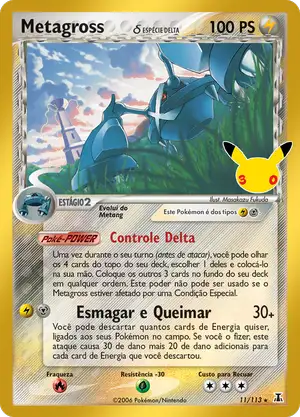 Metagross δ ESPÉCIE DELTA 100 PS
Ilust. Masakazu Fukuda
30
ESTÁGIO 2
Evolui do Metang
Este Pokémon é dos tipos
Poké-POWER Controle Delta
Uma vez durante o seu turno (antes de atacar), você pode olhar
os 4 cards do topo do seu deck, escolher 1 deles e colocá-lo
na sua mão. Coloque os outros 3 cards no fundo do seu deck
em qualquer ordem. Este poder não pode ser usado se o
Metagross estiver afetado por uma Condição Especial.
Esmagar e Queimar 30+
Você pode descartar quantos cards de Energia quiser,
ligados aos seus Pokémon no campo. Se você o fizer, este
ataque causa 30 de dano mais 20 de dano adicionais para
cada card de Energia que você descartou.
Fraqueza Resistência -30 Custo para Recuar
©2006 Pokémon/Nintendo 11/113 ★